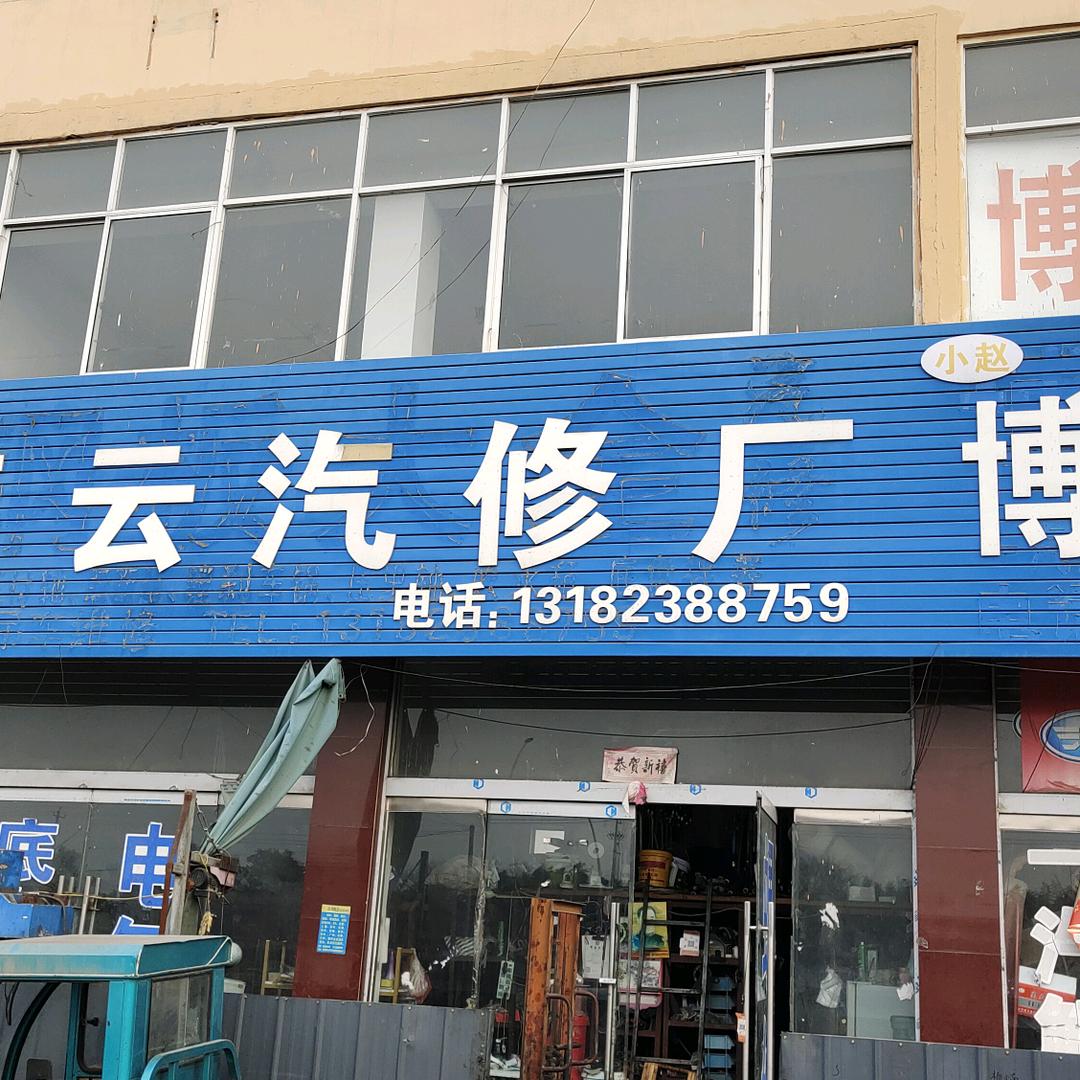 博
小赵
云汽修厂 博
电话:13182388759
恭贺新禧
底 电